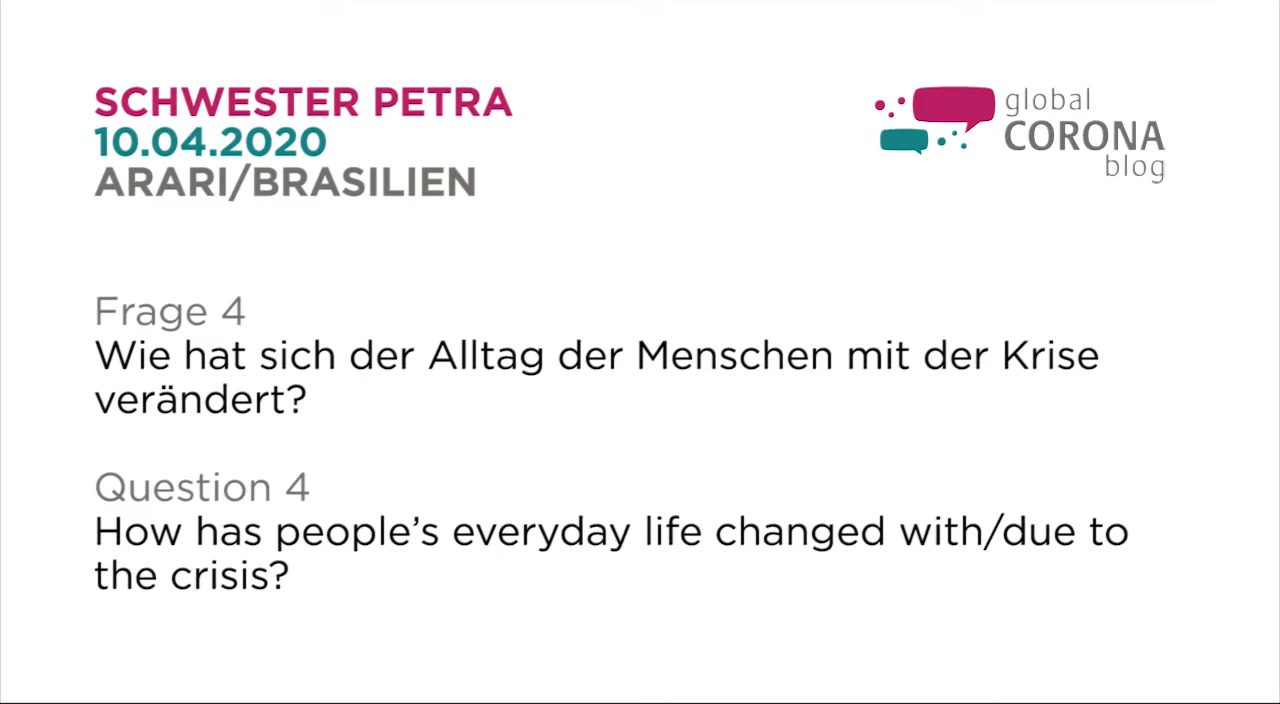 SCHWESTER PETRA
10.04.2020
ARARI/BRASILIEN
global
CORONA
blog
Frage 4
Wie hat sich der Alltag der Menschen mit der Krise
verändert?
Question 4
How has people’s everyday life changed with/due to
the crisis?